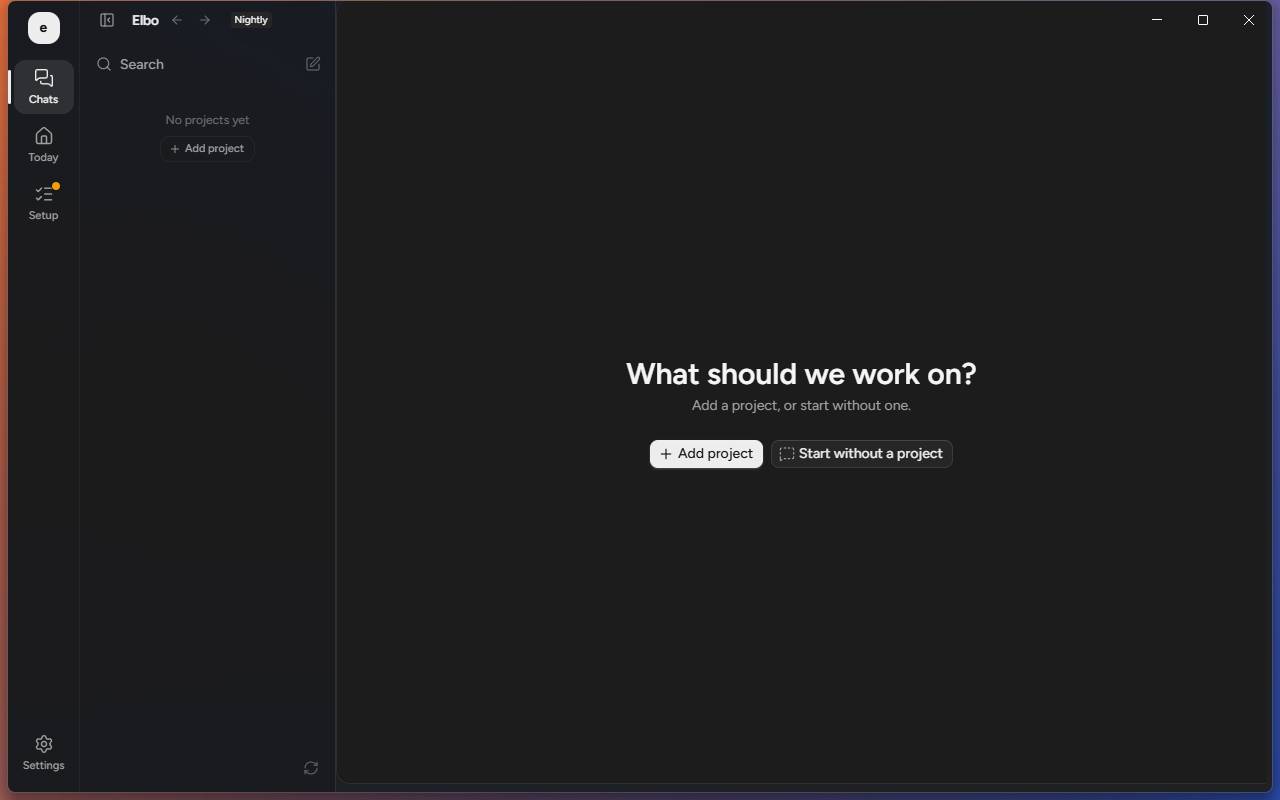 e
Elbo
Nightly
Search
Chats
No projects yet
Today
Add project
Setup
What should we work on?
Add a project, or start without one.
Add project
Start without a project
Settings